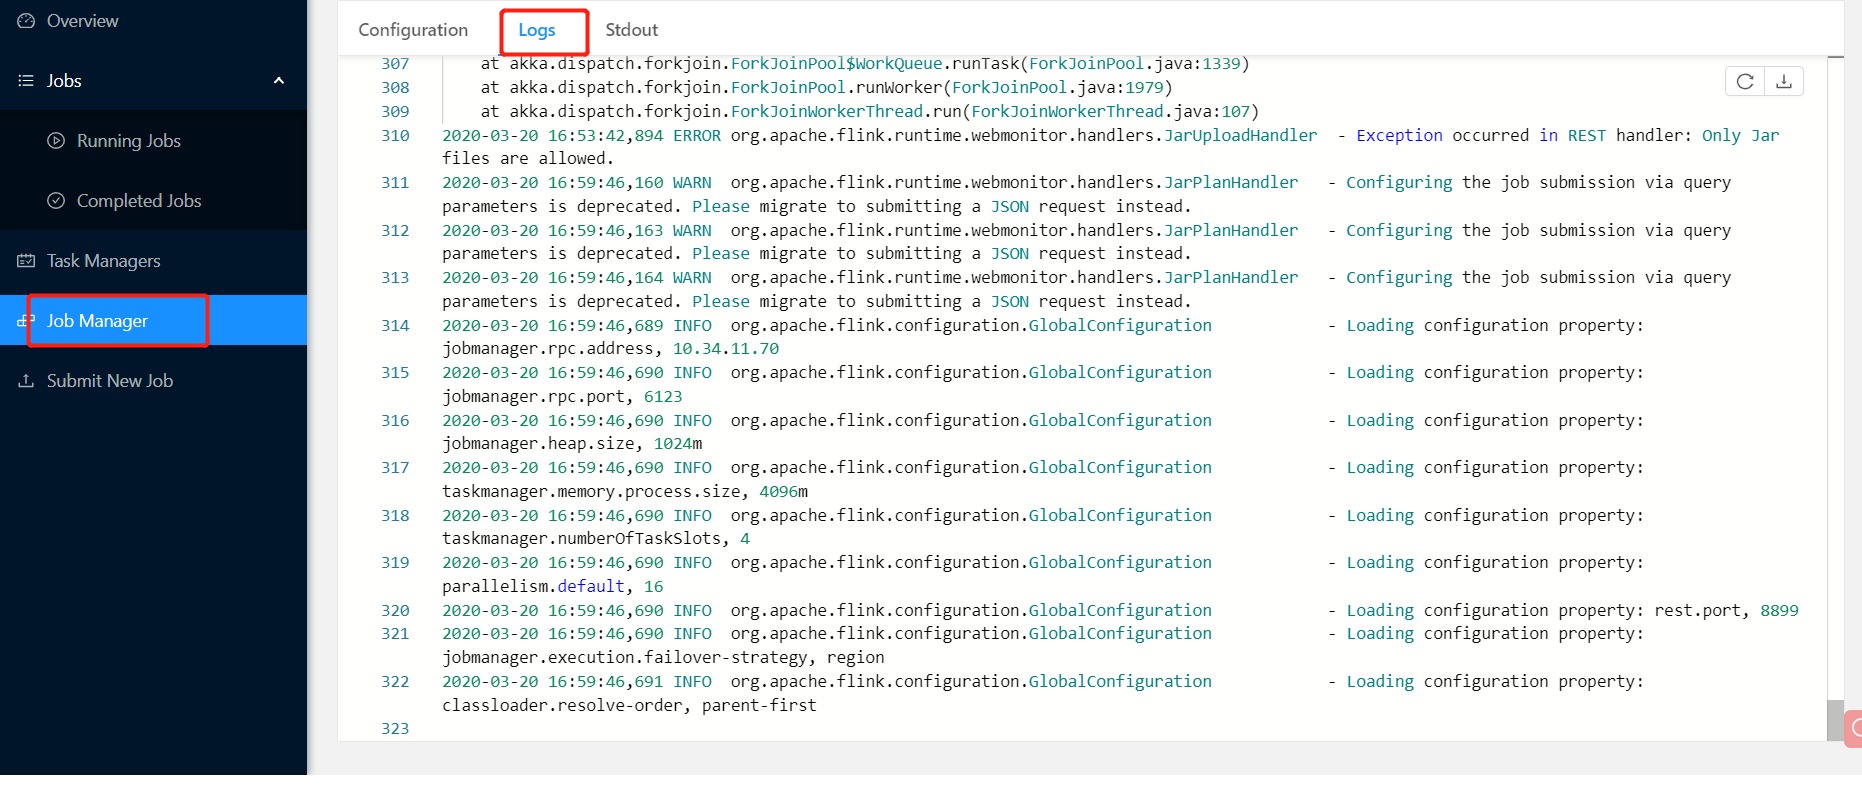 Overview
Jobs
Running Jobs
Completed Jobs
Task Managers
Job Manager
Submit New Job
Configuration Logs Stdout
307 at akka.dispatch.forkjoin.ForkJoinPool$WorkQueue.runTask(ForkJoinPool.java:1339)
308 at akka.dispatch.forkjoin.ForkJoinPool.runWorker(ForkJoinPool.java:1979)
309 at akka.dispatch.forkjoin.ForkJoinWorkerThread.run(ForkJoinWorkerThread.java:107)
310 2020-03-20 16:53:42,894 ERROR org.apache.flink.runtime.webmonitor.handlers.JarUploadHandler - Exception occurred in REST handler: Only Jar
files are allowed.
311 2020-03-20 16:59:46,160 WARN org.apache.flink.runtime.webmonitor.handlers.JarPlanHandler - Configuring the job submission via query
parameters is deprecated. Please migrate to submitting a JSON request instead.
312 2020-03-20 16:59:46,163 WARN org.apache.flink.runtime.webmonitor.handlers.JarPlanHandler - Configuring the job submission via query
parameters is deprecated. Please migrate to submitting a JSON request instead.
313 2020-03-20 16:59:46,164 WARN org.apache.flink.runtime.webmonitor.handlers.JarPlanHandler - Configuring the job submission via query
parameters is deprecated. Please migrate to submitting a JSON request instead.
314 2020-03-20 16:59:46,689 INFO org.apache.flink.configuration.GlobalConfiguration - Loading configuration property:
jobmanager.rpc.address, 10.34.11.70
315 2020-03-20 16:59:46,690 INFO org.apache.flink.configuration.GlobalConfiguration - Loading configuration property:
jobmanager.rpc.port, 6123
316 2020-03-20 16:59:46,690 INFO org.apache.flink.configuration.GlobalConfiguration - Loading configuration property:
jobmanager.heap.size, 1024m
317 2020-03-20 16:59:46,690 INFO org.apache.flink.configuration.GlobalConfiguration - Loading configuration property:
taskmanager.memory.process.size, 4096m
318 2020-03-20 16:59:46,690 INFO org.apache.flink.configuration.GlobalConfiguration - Loading configuration property:
taskmanager.numberOfTaskSlots, 4
319 2020-03-20 16:59:46,690 INFO org.apache.flink.configuration.GlobalConfiguration - Loading configuration property:
parallelism.default, 16
320 2020-03-20 16:59:46,690 INFO org.apache.flink.configuration.GlobalConfiguration - Loading configuration property: rest.port, 8899
321 2020-03-20 16:59:46,690 INFO org.apache.flink.configuration.GlobalConfiguration - Loading configuration property:
jobmanager.execution.failover-strategy, region
322 2020-03-20 16:59:46,691 INFO org.apache.flink.configuration.GlobalConfiguration - Loading configuration property:
classloader.resolve-order, parent-first
323